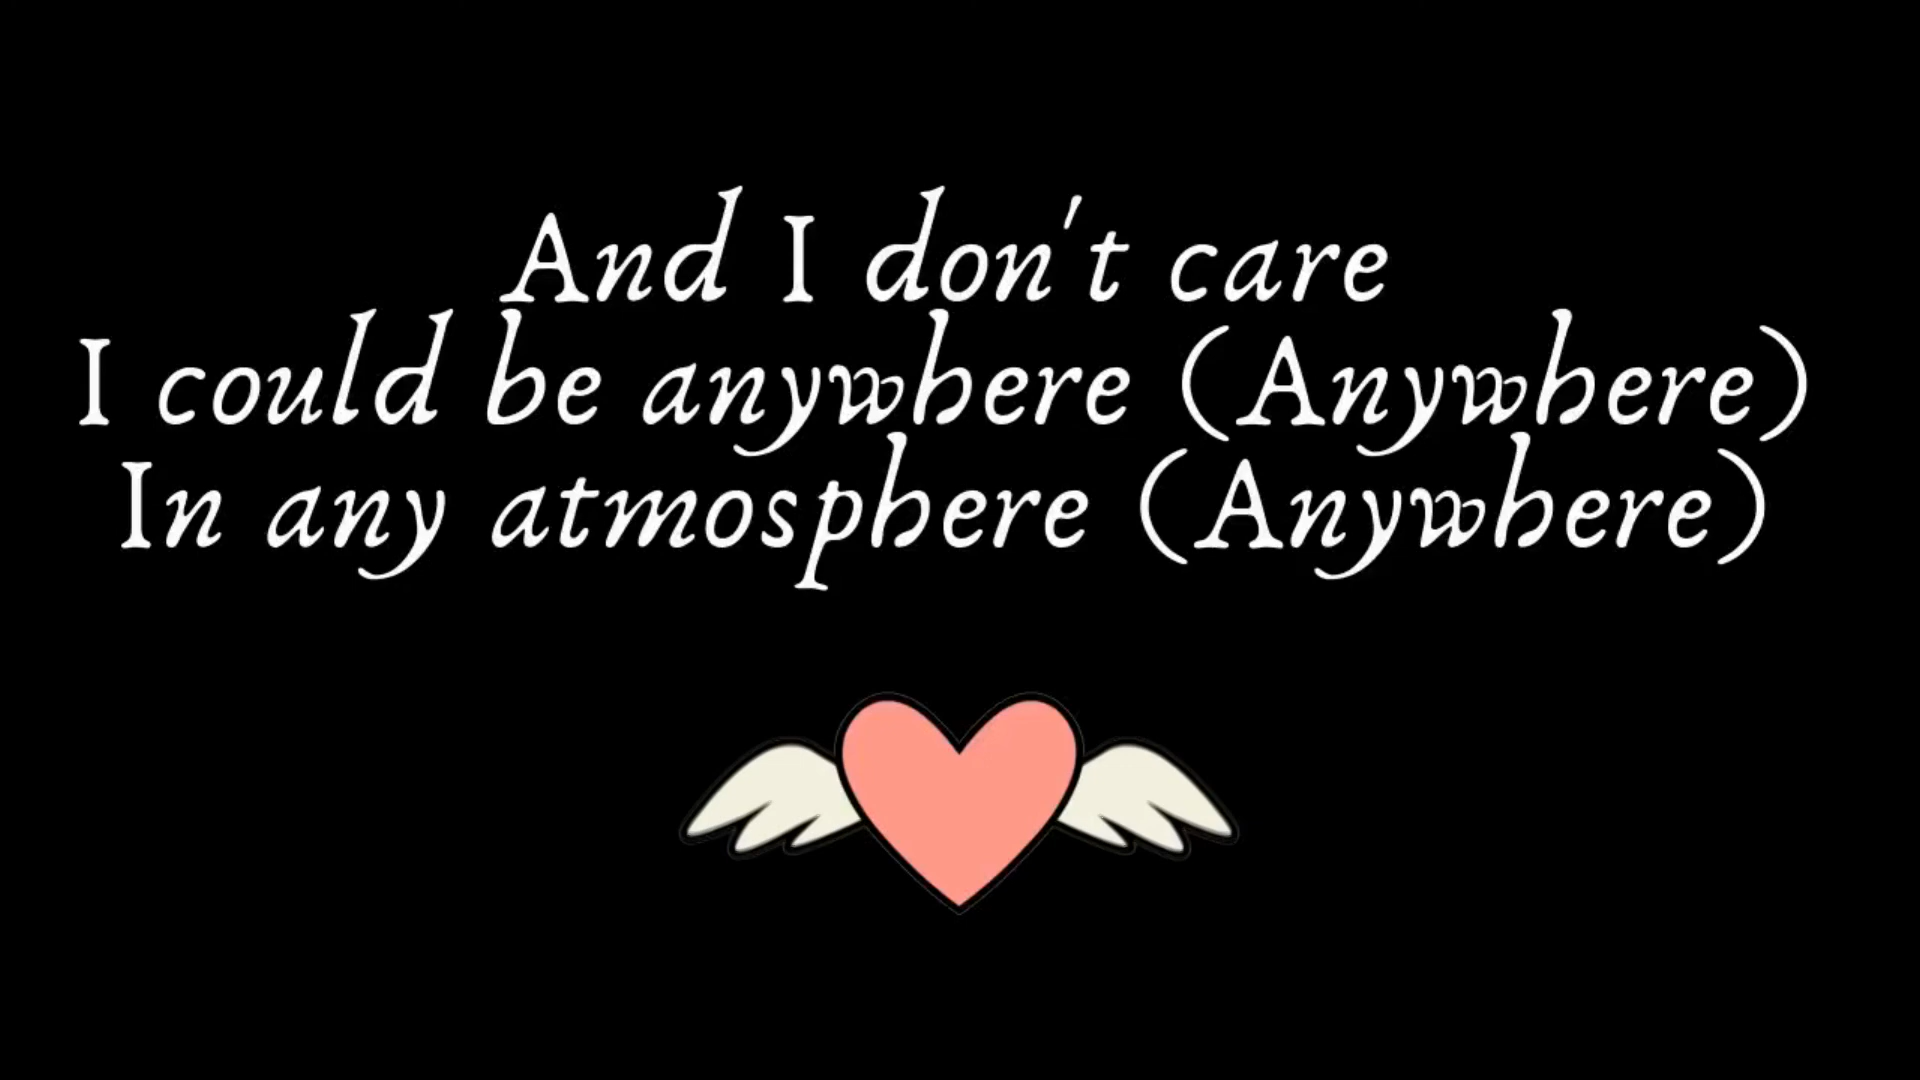 And I don't care
I could be anywhere (Anywhere)
In any atmosphere (Anywhere)